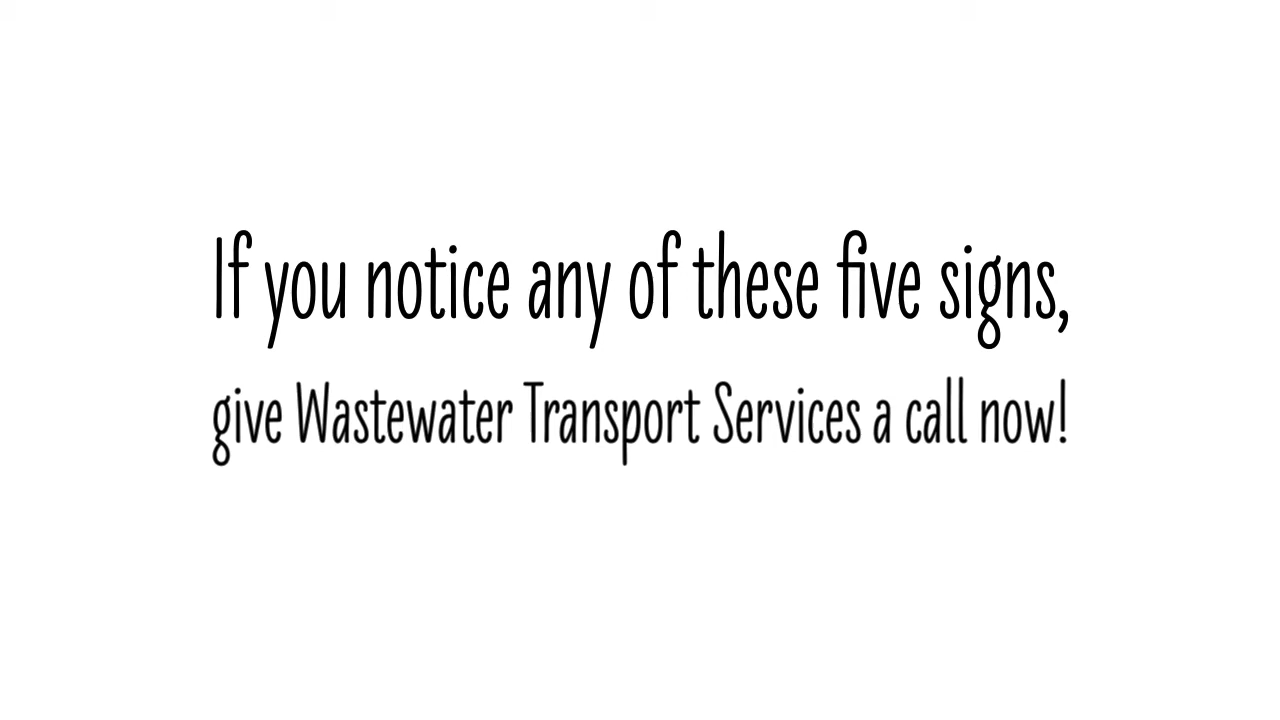 If you notice any of these five signs,
give Wastewater Transport Services a call now!